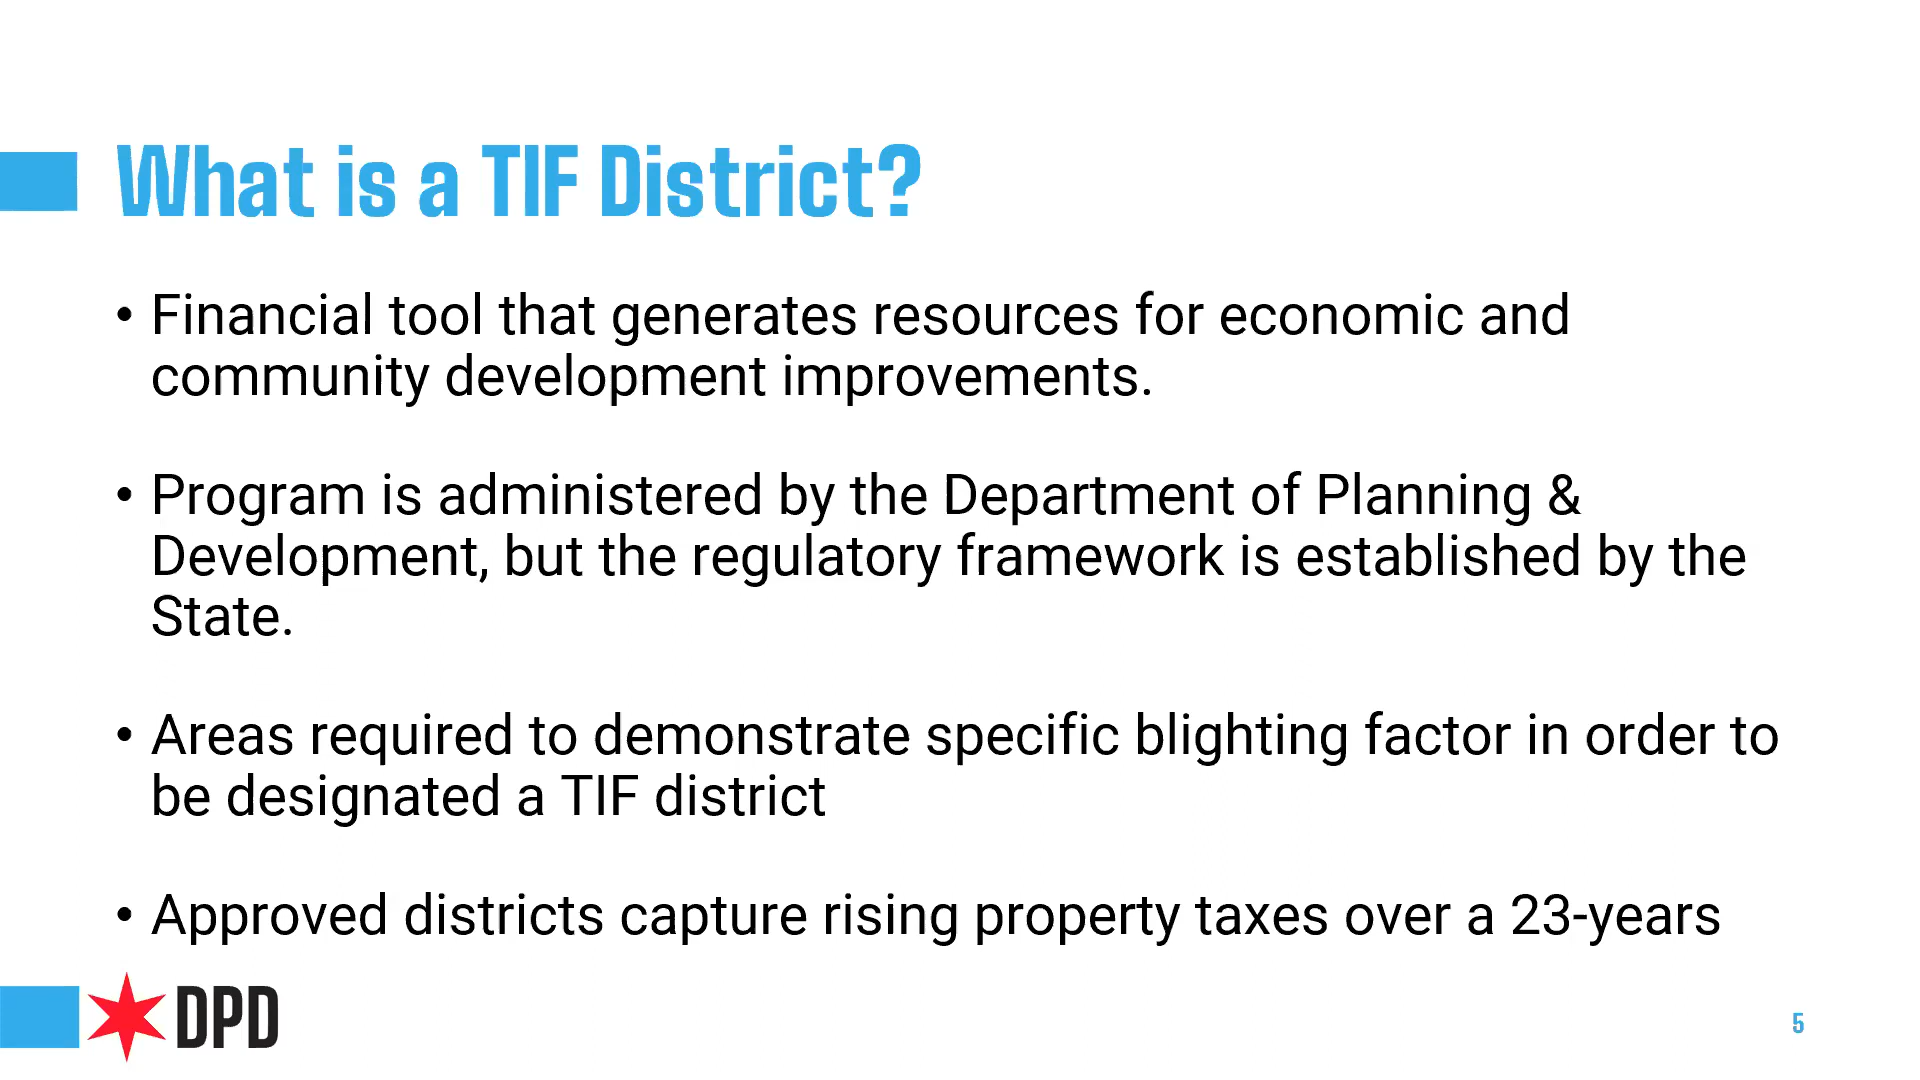 What is a TIF District?
• Financial tool that generates resources for economic and
community development improvements.
• Program is administered by the Department of Planning &
Development, but the regulatory framework is established by the
State.
• Areas required to demonstrate specific blighting factor in order to
be designated a TIF district
• Approved districts capture rising property taxes over a 23-years
DPD
5